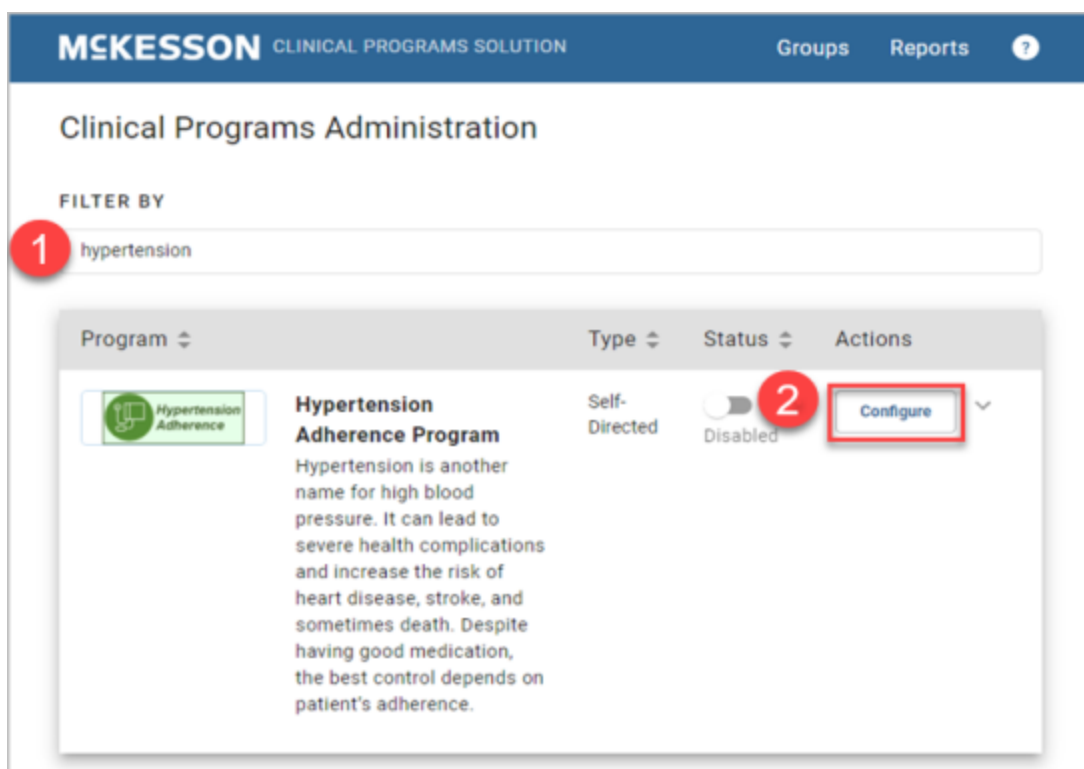 MCKESSON CLINICAL PROGRAMS SOLUTION Groups Reports ?
Clinical Programs Administration
FILTER BY
1 hypertension
Program Type Status Actions
Hypertension
Adherence
Hypertension
Adherence Program
Hypertension is another
name for high blood
pressure. It can lead to
severe health complications
and increase the risk of
heart disease, stroke, and
sometimes death. Despite
having good medication,
the best control depends on
patient's adherence.
Self-
Directed
Disabled
2
Configure